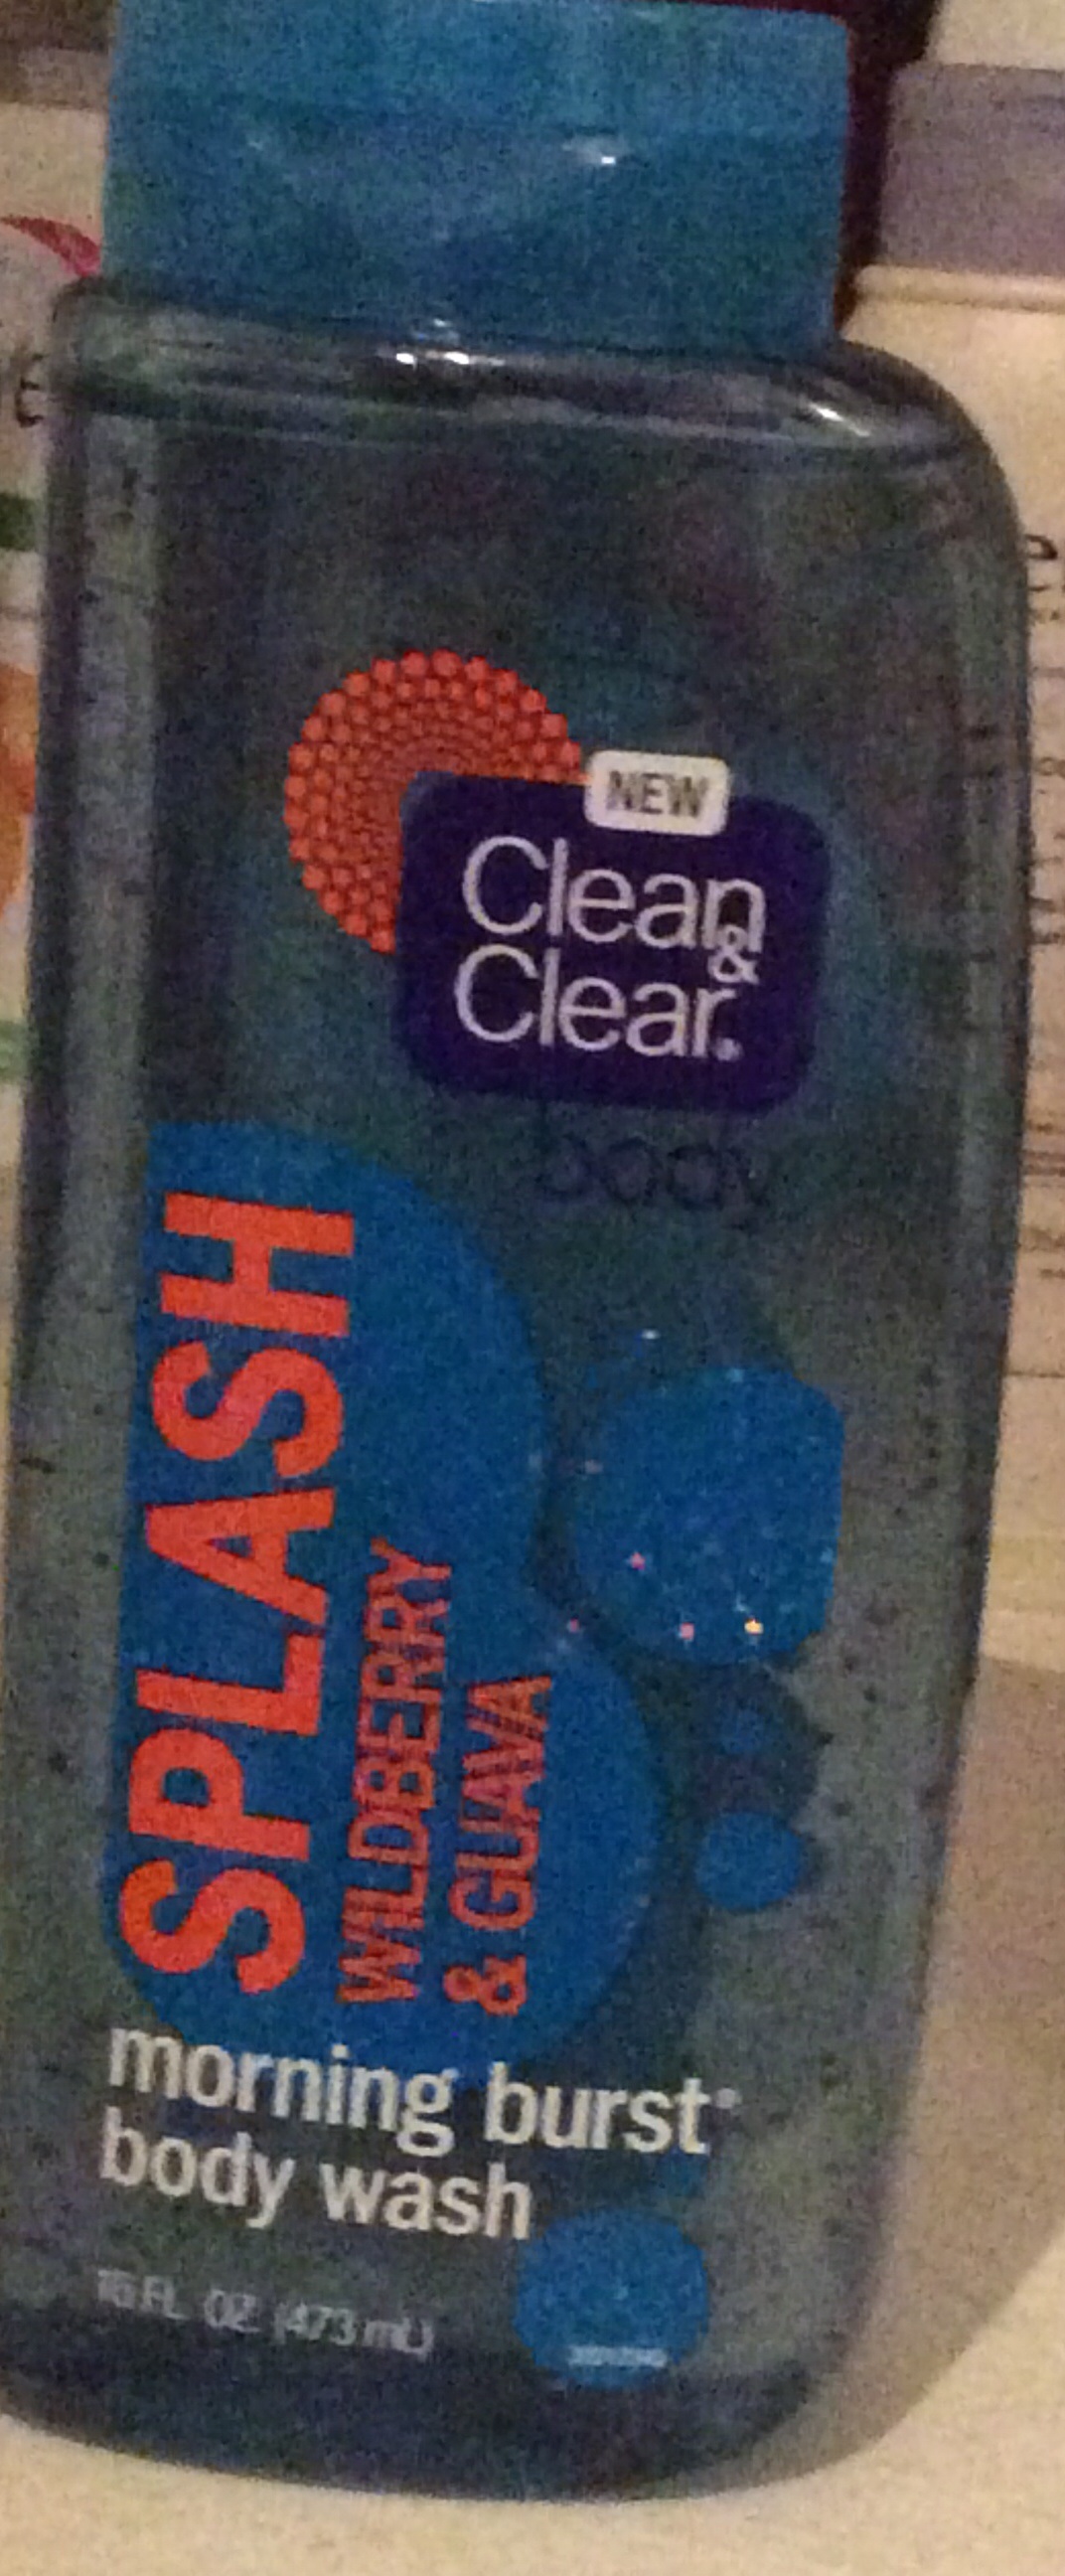 NEW
Clean
&
Clear.
body
SPLASH
WILDBERRY
& GUAVA
morning burst
body wash
16 FL OZ (473 mL)